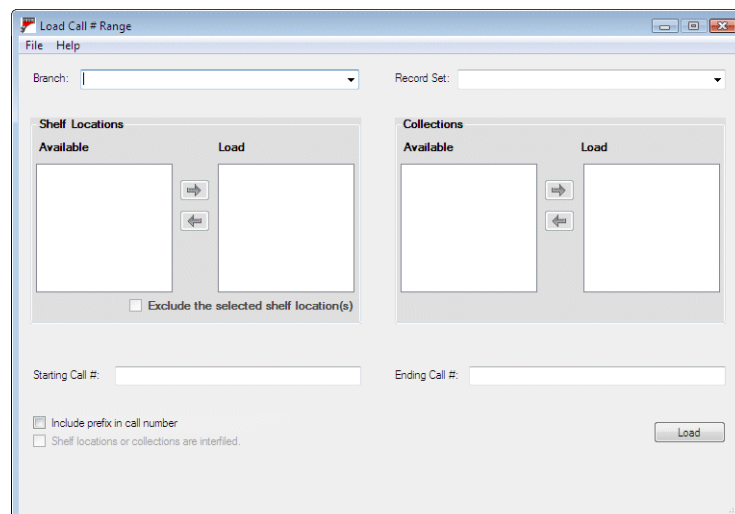 Load Call # Range
File Help
Branch: Record Set:
Shelf Locations Collections
Available Load Available Load
Exclude the selected shelf location(s)
Starting Call #: Ending Call #:
Include prefix in call number
Load
Shelf locations or collections are interfiled.